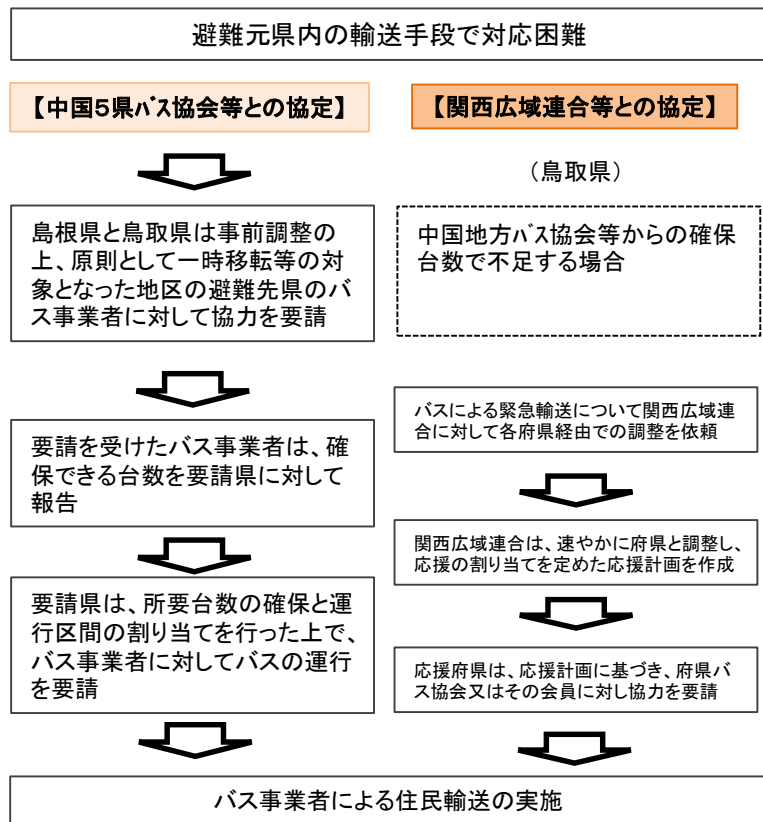 避難元県内の輸送手段で対応困難
【中国5県バス協会等との協定】
島根県と鳥取県は事前調整の
上、原則として一時移転等の対
象となった地区の避難先県のバ
ス事業者に対して協力を要請
要請を受けたバス事業者は、確
保できる台数を要請県に対して
報告
要請県は、所要台数の確保と運
行区間の割り当てを行った上で、
バス事業者に対してバスの運行
を要請
【関西広域連合等との協定】
（鳥取県）
中国地方バス協会等からの確保
台数で不足する場合
バスによる緊急輸送について関西広域連
合に対して各府県経由での調整を依頼
関西広域連合は、速やかに府県と調整し、
応援の割り当てを定めた応援計画を作成
応援府県は、応援計画に基づき、府県バ
ス協会又はその会員に対し協力を要請
バス事業者による住民輸送の実施